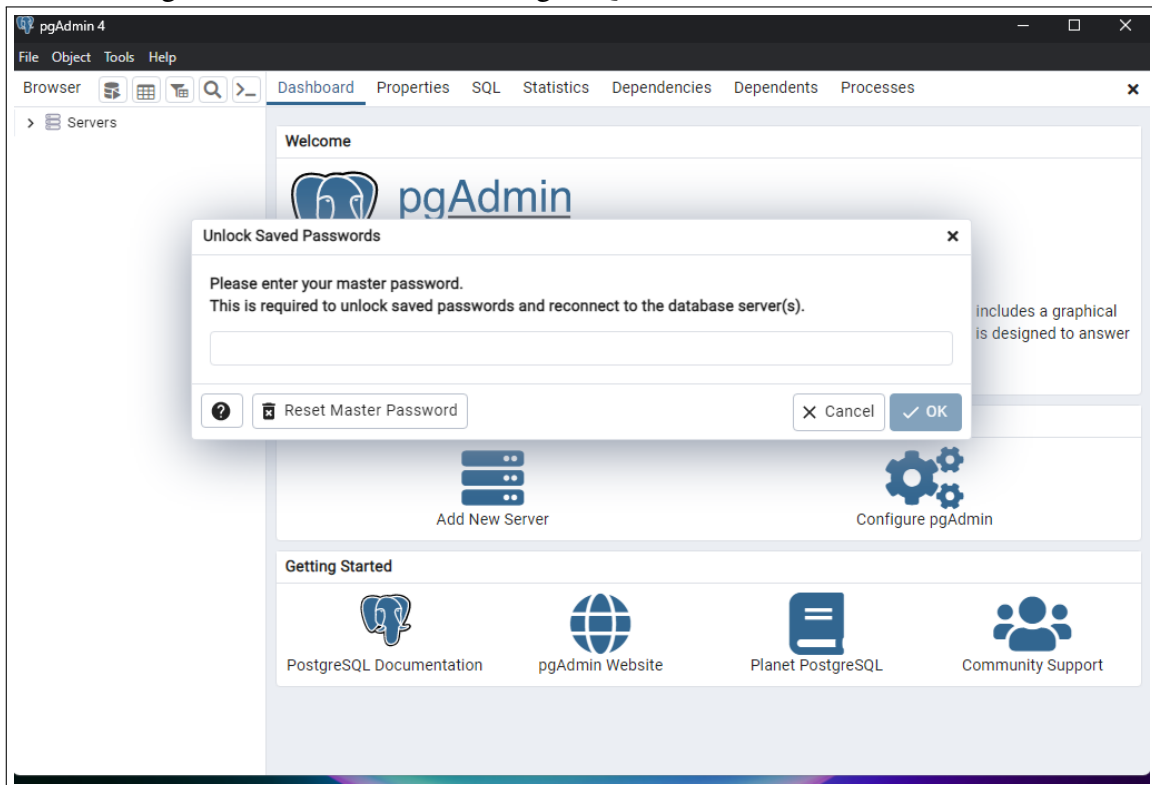 pgAdmin 4
File Object Tools Help
Browser
Dashboard Properties SQL Statistics Dependencies Dependents Processes
Servers
Welcome
pgAdmin
Unlock Saved Passwords
Please enter your master password.
This is required to unlock saved passwords and reconnect to the database server(s).
includes a graphical
is designed to answer
Reset Master Password
Cancel
OK
Add New Server
Configure pgAdmin
Getting Started
PostgreSQL Documentation
pgAdmin Website
Planet PostgreSQL
Community Support